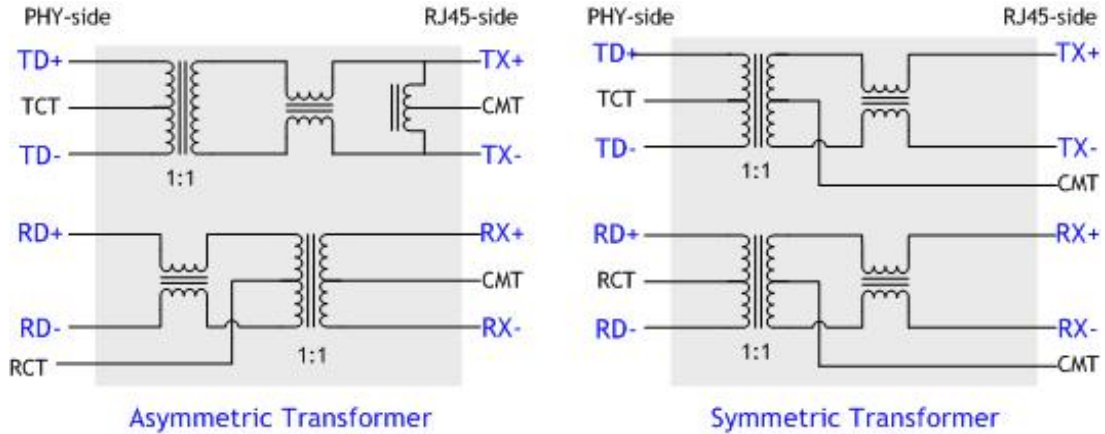 PHY-side RJ45-side PHY-side RJ45-side
TD+ TX+ TD+ TX+
TCT CMT TCT
TD- TX- TD- TX-
1:1 1:1
CMT
RD+ RX+ RD+ RX+
CMT RCT
RD- RX- RD- RX-
RCT 1:1 1:1 CMT
Asymmetric Transformer Symmetric Transformer